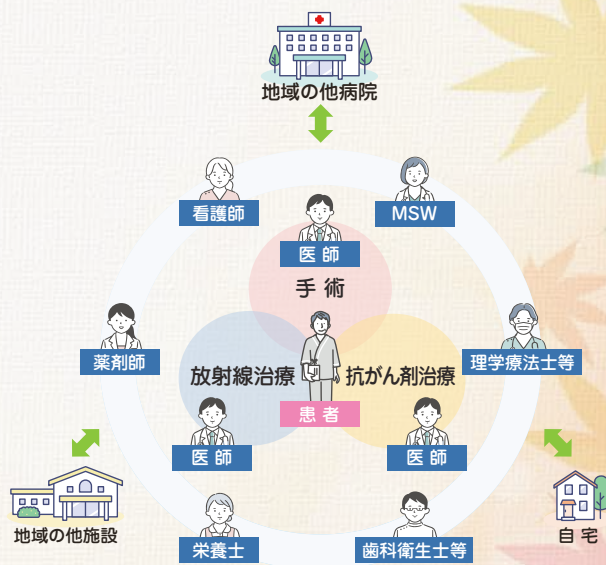 地域の他病院
看護師
MSW
医師
手術
薬剤師
理学療法士等
放射線治療
抗がん剤治療
患者
医師
医師
地域の他施設
自宅
栄養士
歯科衛生士等